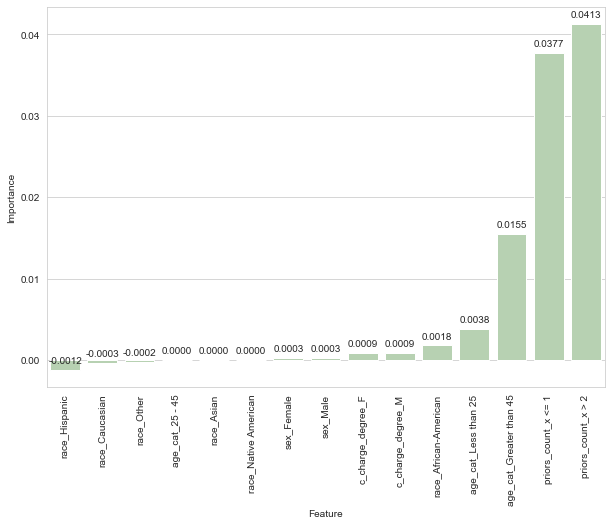 0.04
0.03
0.02
0.01
0.00
Importance
-0.0012
-0.0003
-0.0002
0.0000
0.0000
0.0000
0.0003
0.0003
0.0009
0.0009
0.0018
0.0038
0.0155
0.0377
0.0413
race_Hispanic
race_Caucasian
race_Other
age_cat_25 - 45
race_Asian
race_Native American
sex_Female
sex_Male
c_charge_degree_F
c_charge_degree_M
race_African-American
age_cat_Less than 25
age_cat_Greater than 45
priors_count_x <= 1
priors_count_x > 2
Feature